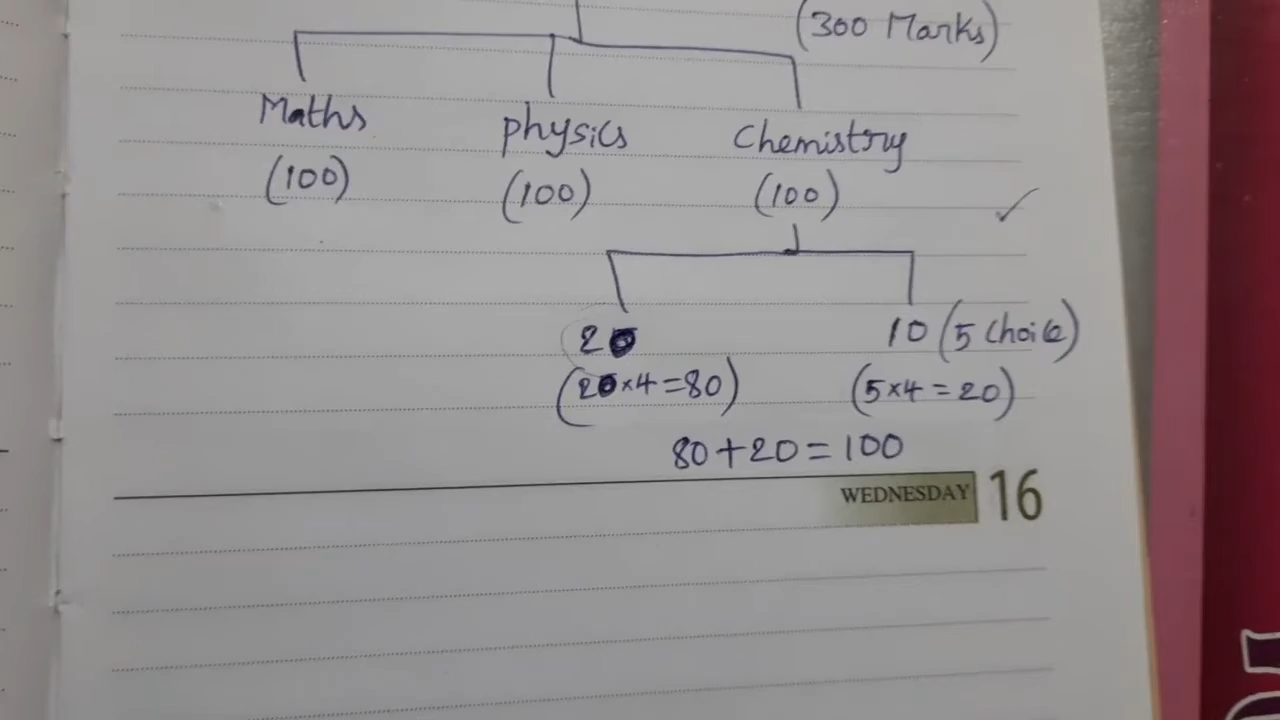 (300 Marks)
Maths physics Chemistry
(100) (100) (100)
20 10 (5 Choice)
(20×4=80) (5×4=20)
80+20=100
WEDNESDAY 16